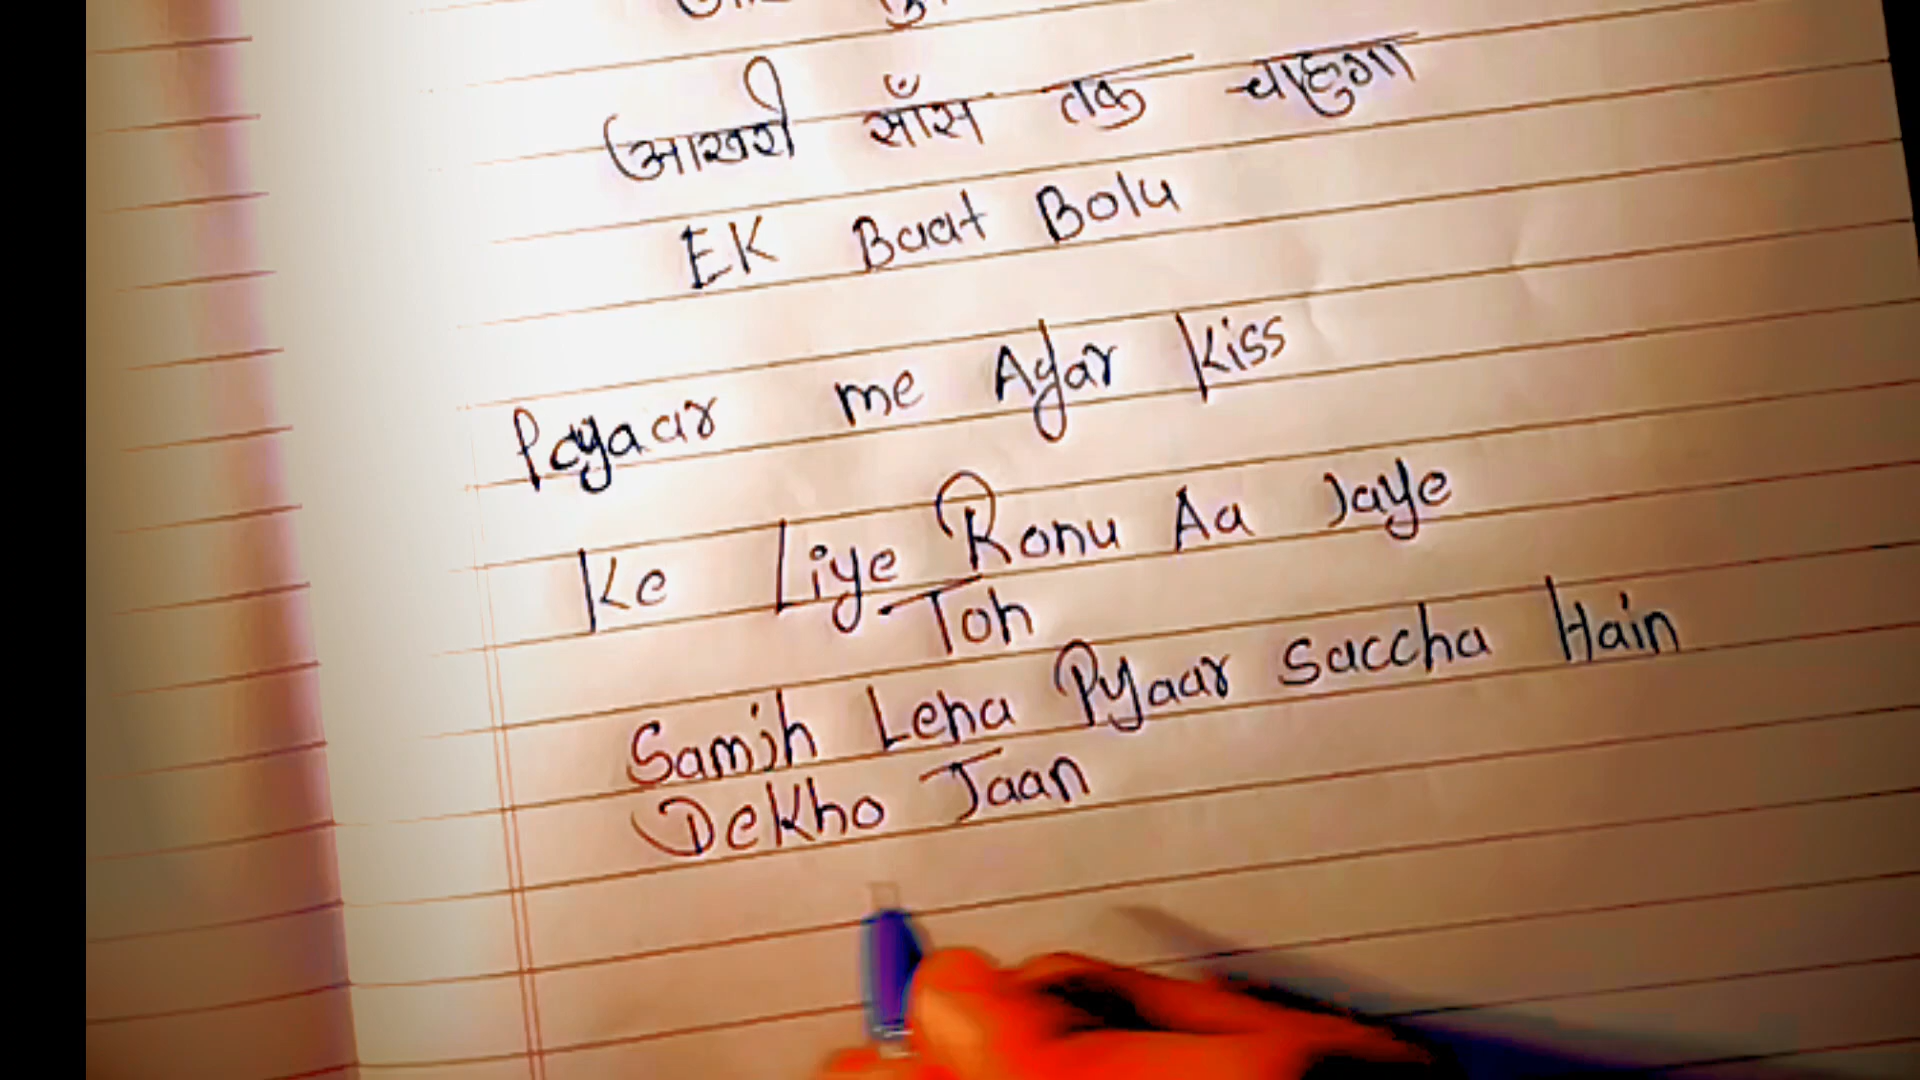 आखरी साँस तक चाहुगा
EK Baat Bolu
Payaar me Agar Kiss
Ke Liye Ronu Aa Jaye
Toh
Samjh Lena Pyaar Saccha Hain
Dekho Jaan